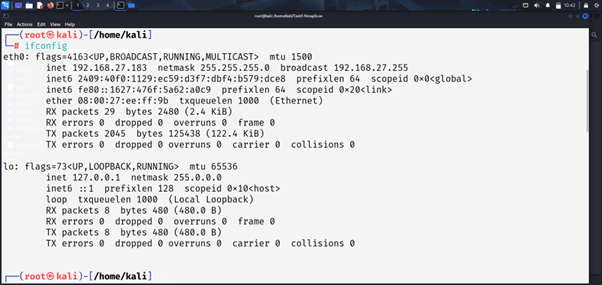 1 2 3 4
10:42
root@kali: /home/kali/Task1-NmapScan
File Actions Edit View Help
┌──(root㉿kali)-[/home/kali]
└─# ifconfig
eth0: flags=4163<UP,BROADCAST,RUNNING,MULTICAST> mtu 1500
inet 192.168.27.183 netmask 255.255.255.0 broadcast 192.168.27.255
inet6 2409:40f0:1129:ec59:d3f7:dbf4:b579:dce8 prefixlen 64 scopeid 0×0<global>
inet6 fe80::1627:476f:5a62:a0c9 prefixlen 64 scopeid 0×20<link>
ether 08:00:27:ee:ff:9b txqueuelen 1000 (Ethernet)
RX packets 29 bytes 2480 (2.4 KiB)
RX errors 0 dropped 0 overruns 0 frame 0
TX packets 2045 bytes 125438 (122.4 KiB)
TX errors 0 dropped 0 overruns 0 carrier 0 collisions 0
lo: flags=73<UP,LOOPBACK,RUNNING> mtu 65536
inet 127.0.0.1 netmask 255.0.0.0
inet6 ::1 prefixlen 128 scopeid 0×10<host>
loop txqueuelen 1000 (Local Loopback)
RX packets 8 bytes 480 (480.0 B)
RX errors 0 dropped 0 overruns 0 frame 0
TX packets 8 bytes 480 (480.0 B)
TX errors 0 dropped 0 overruns 0 carrier 0 collisions 0
┌──(root㉿kali)-[/home/kali]